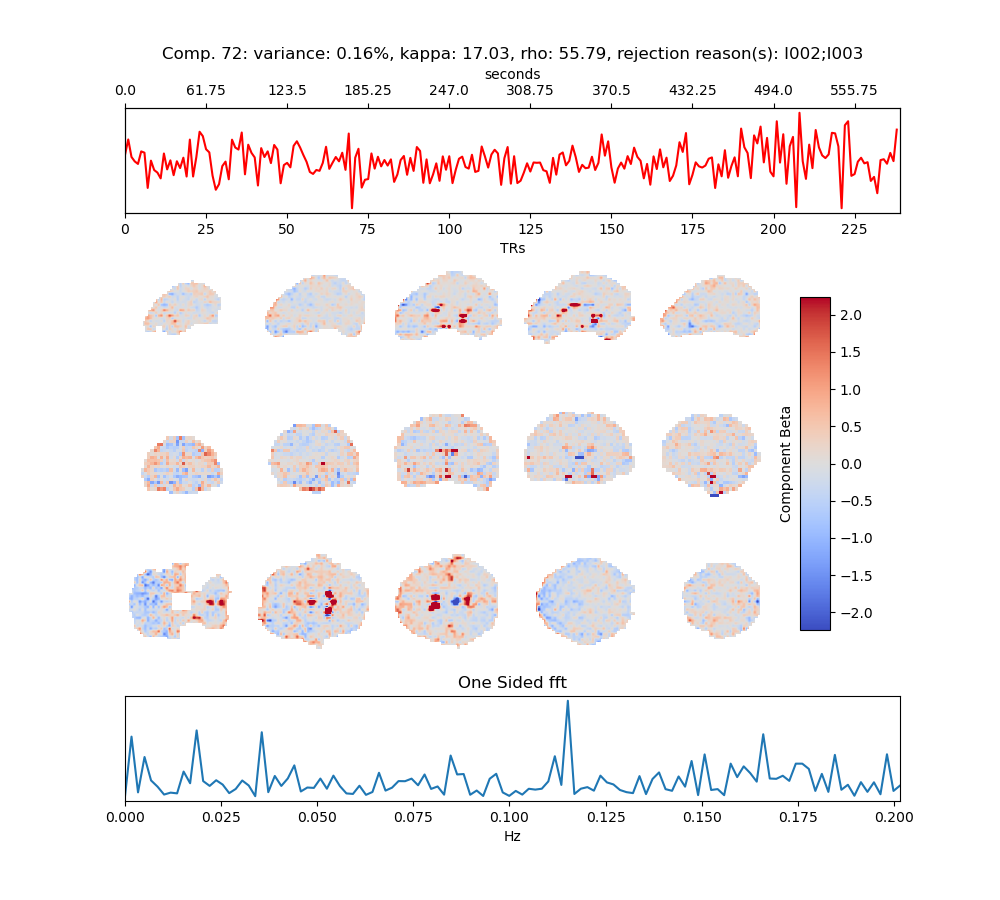 Comp. 72: variance: 0.16%, kappa: 17.03, rho: 55.79, rejection reason(s): I002;I003
seconds
0.0 61.75 123.5 185.25 247.0 308.75 370.5 432.25 494.0 555.75
0 25 50 75 100 125 150 175 200 225
TRs
2.0
1.5
1.0
0.5
0.0
−0.5
−1.0
−1.5
−2.0
Component Beta
One Sided fft
0.000 0.025 0.050 0.075 0.100 0.125 0.150 0.175 0.200
Hz